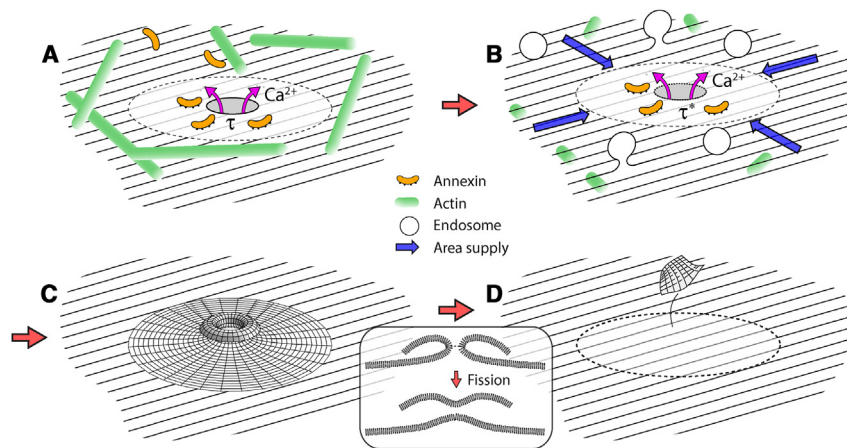 A
Ca2+
τ
B
Ca2+
τ*
Annexin
Actin
Endosome
Area supply
C
D
Fission